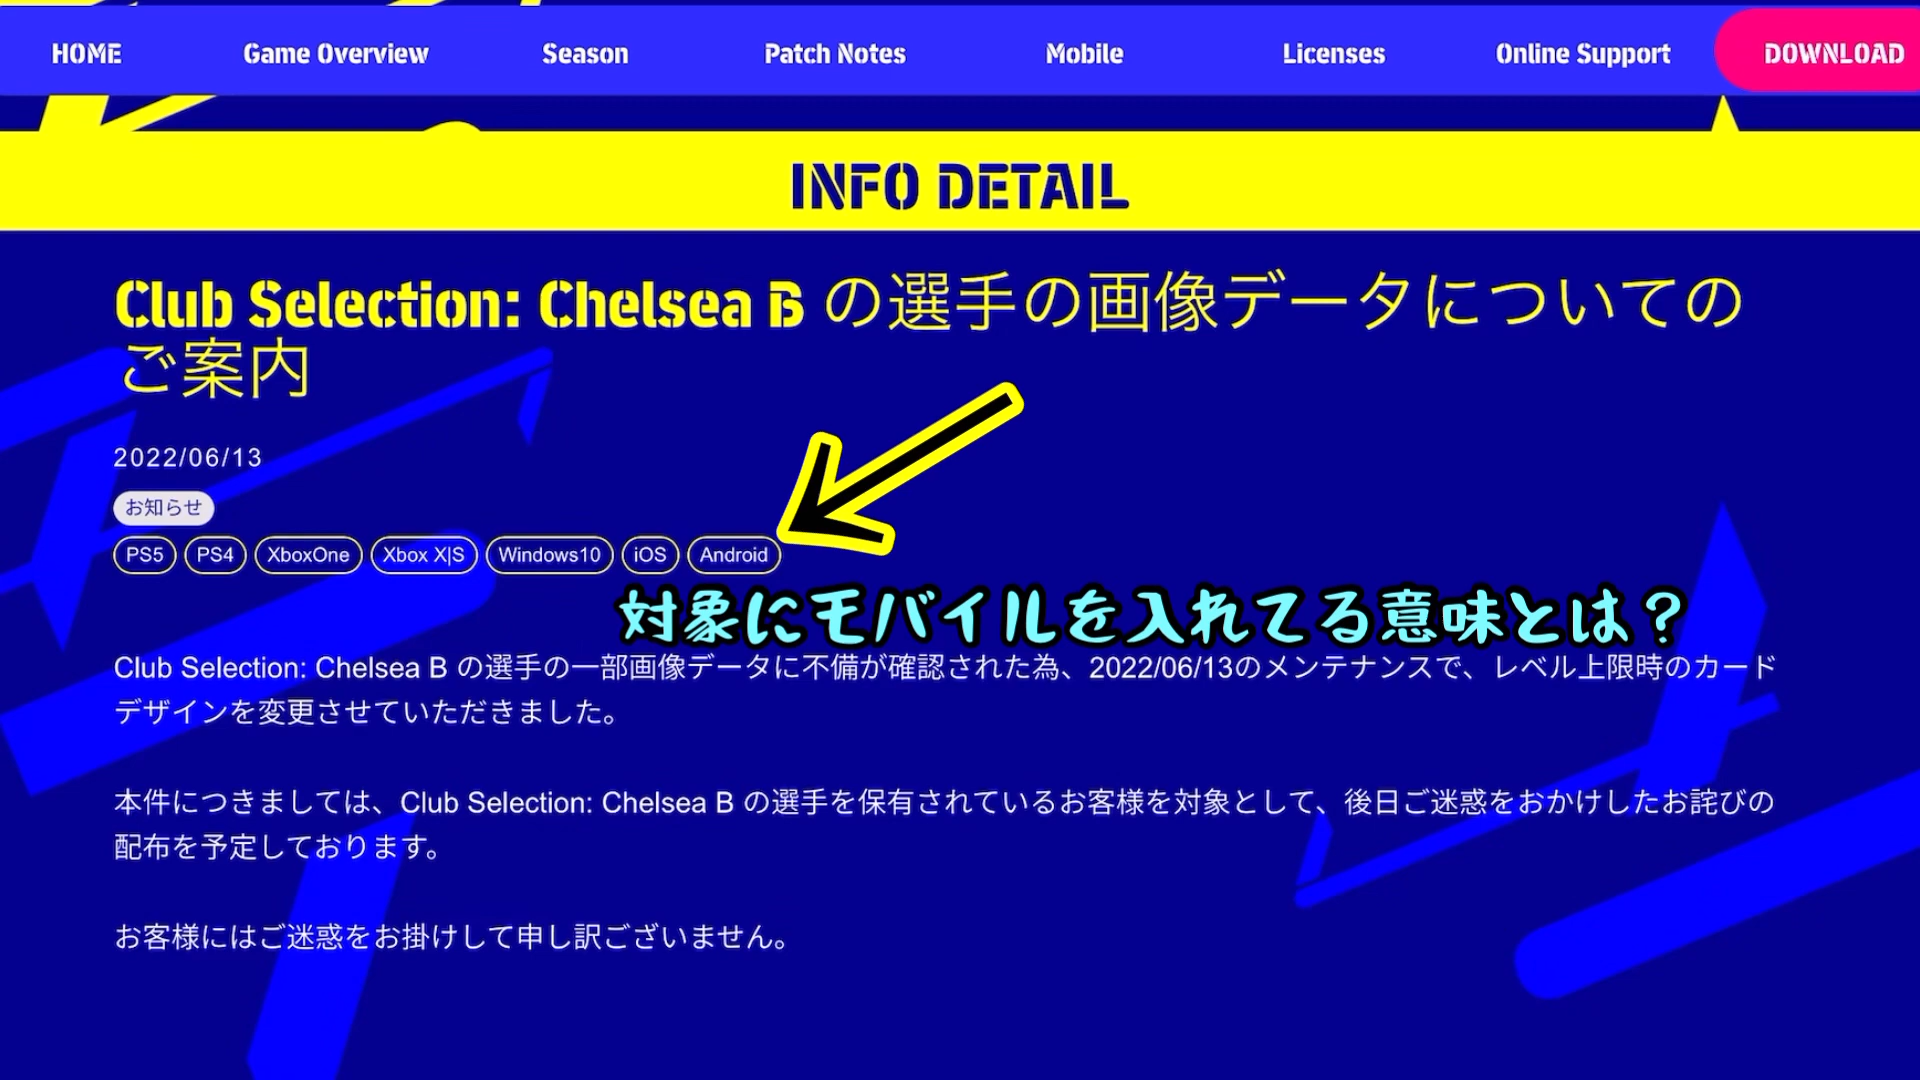 HOME Game Overview Season Patch Notes Mobile Licenses Online Support DOWNLOAD
INFO DETAIL
Club Selection: Chelsea B の選手の画像データについての
ご案内
2022/06/13
お知らせ
PS5 PS4 XboxOne Xbox X|S Windows10 iOS Android
対象にモバイルを入れてる意味とは？
Club Selection: Chelsea B の選手の一部画像データに不備が確認された為、2022/06/13のメンテナンスで、レベル上限時のカード
デザインを変更させていただきました。
本件につきましては、Club Selection: Chelsea B の選手を保有されているお客様を対象として、後日ご迷惑をおかけしたお詫びの
配布を予定しております。
お客様にはご迷惑をお掛けして申し訳ございません。